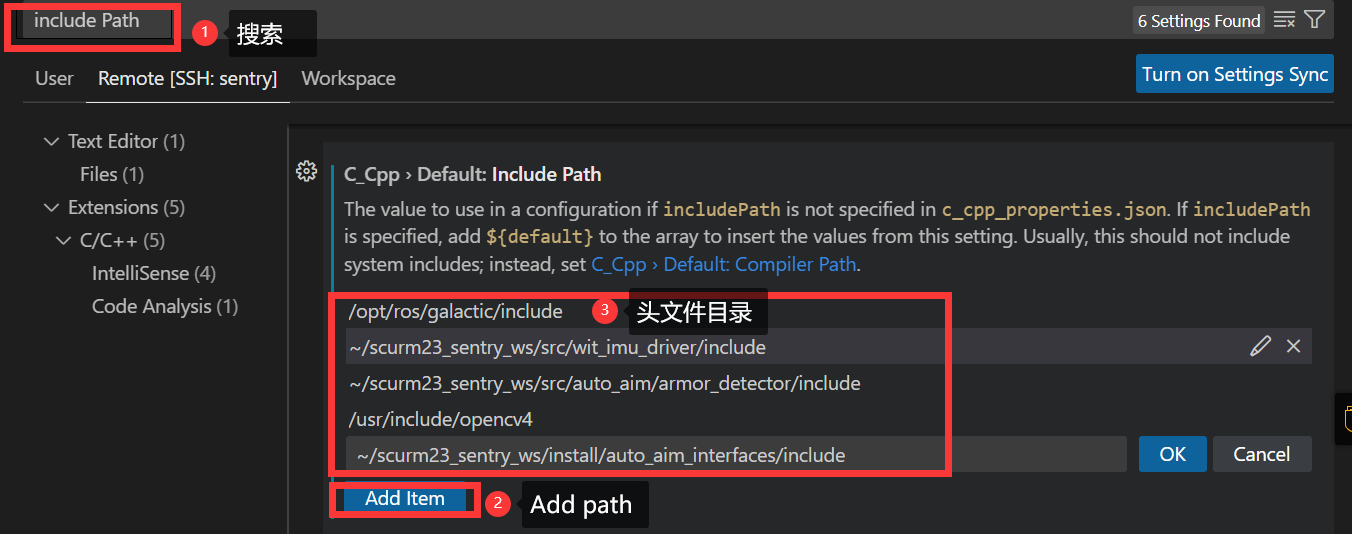 include Path
1 搜索
6 Settings Found
User Remote [SSH: sentry] Workspace
Turn on Settings Sync
Text Editor (1)
Files (1)
Extensions (5)
C/C++ (5)
IntelliSense (4)
Code Analysis (1)
C_Cpp › Default: Include Path
The value to use in a configuration if includePath is not specified in c_cpp_properties.json. If includePath
is specified, add ${default} to the array to insert the values from this setting. Usually, this should not include
system includes; instead, set C_Cpp › Default: Compiler Path.
/opt/ros/galactic/include
3 头文件目录
~/scurm23_sentry_ws/src/wit_imu_driver/include
~/scurm23_sentry_ws/src/auto_aim/armor_detector/include
/usr/include/opencv4
~/scurm23_sentry_ws/install/auto_aim_interfaces/include
OK Cancel
Add Item
2 Add path